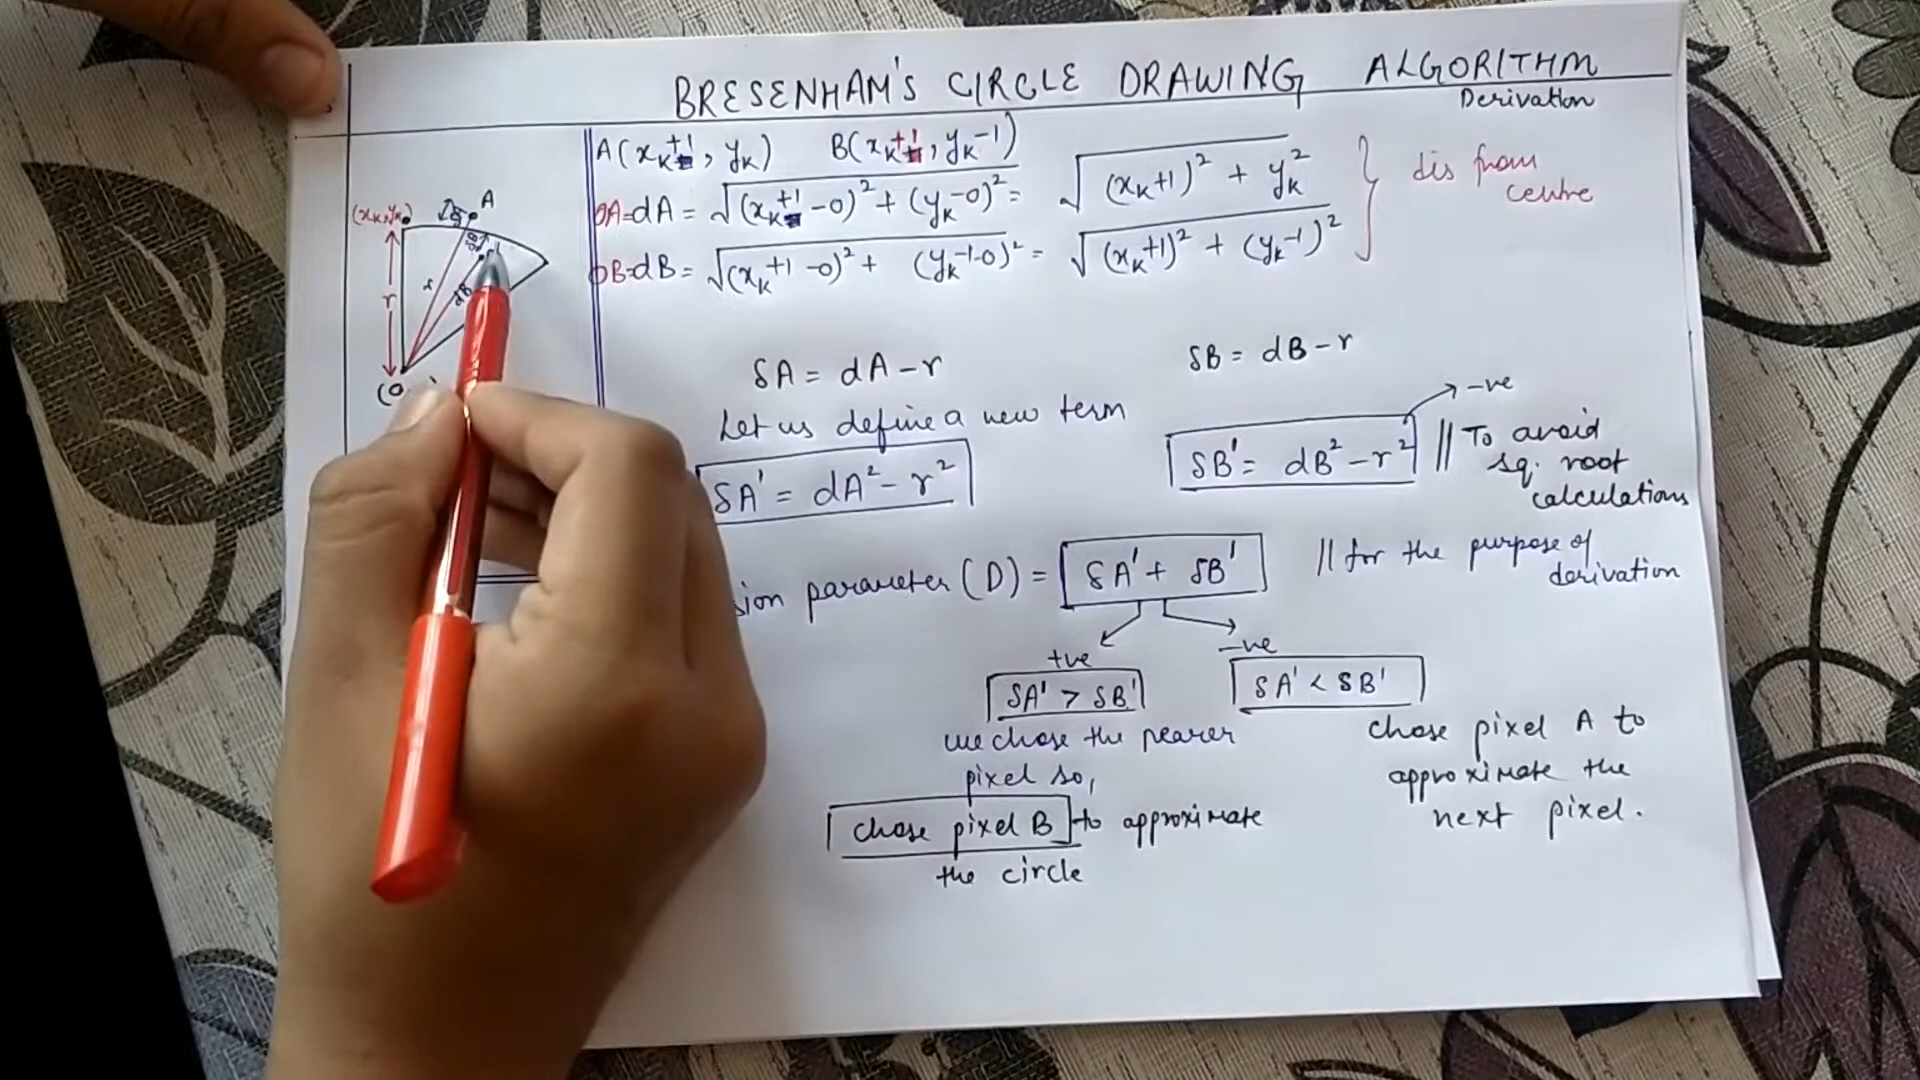 BRESENHAM'S CIRCLE DRAWING ALGORITHM
Derivation
A(xₖ+1, yₖ) B(xₖ+1, yₖ-1)
OA=dA = √(xₖ+1 -0)² + (yₖ-0)² = √(xₖ+1)² + yₖ²
OB=dB = √(xₖ+1 -0)² + (yₖ-1-0)² = √(xₖ+1)² + (yₖ-1)²
dis from
centre
(xₖ,yₖ)
A
r
r
dB
(0
δA = dA - r δB = dB - r
Let us define a new term
-ve
δA' = dA² - r² δB' = dB² - r² // To avoid
sq. root
calculations
sion parameter (D) = δA' + δB' // for the purpose of
derivation
+ve -ve
δA' > δB' δA' < δB'
we chose the nearer
pixel so,
chose pixel B to approximate
the circle
chose pixel A to
approximate the
next pixel.